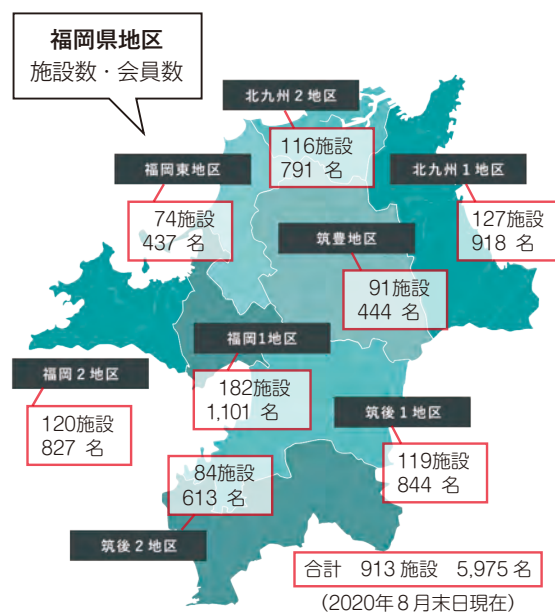 福岡県地区
施設数・会員数
北九州2地区
116施設
791 名
福岡東地区
74施設
437 名
北九州1地区
127施設
918 名
筑豊地区
91施設
444 名
福岡1地区
182施設
1,101 名
福岡2地区
120施設
827 名
筑後1地区
119施設
844 名
84施設
613 名
筑後2地区
合計 913施設 5,975名
(2020年8月末日現在)